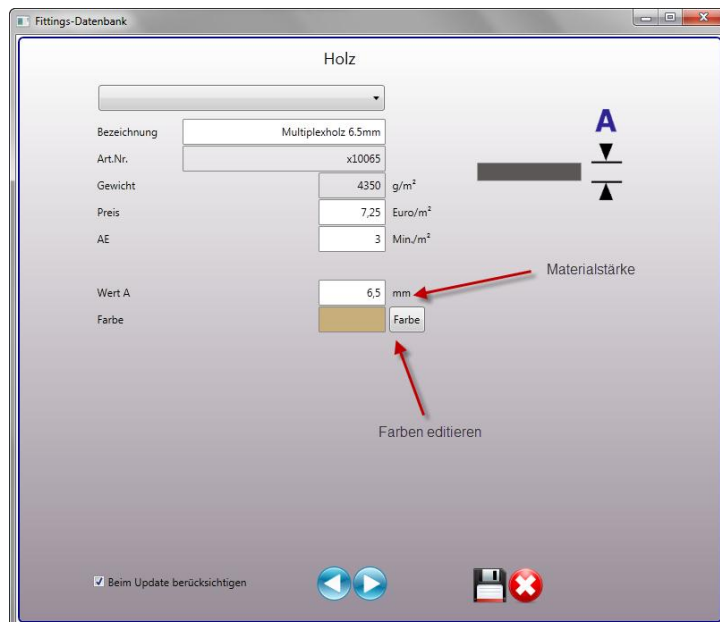 Fittings-Datenbank
Holz
A
Bezeichnung Multiplexholz 6.5mm
Art.Nr. x10065
Gewicht 4350 g/m²
Preis 7,25 Euro/m²
AE 3 Min./m²
Materialstärke
Wert A 6,5 mm
Farbe Farbe
Farben editieren
Beim Update berücksichtigen